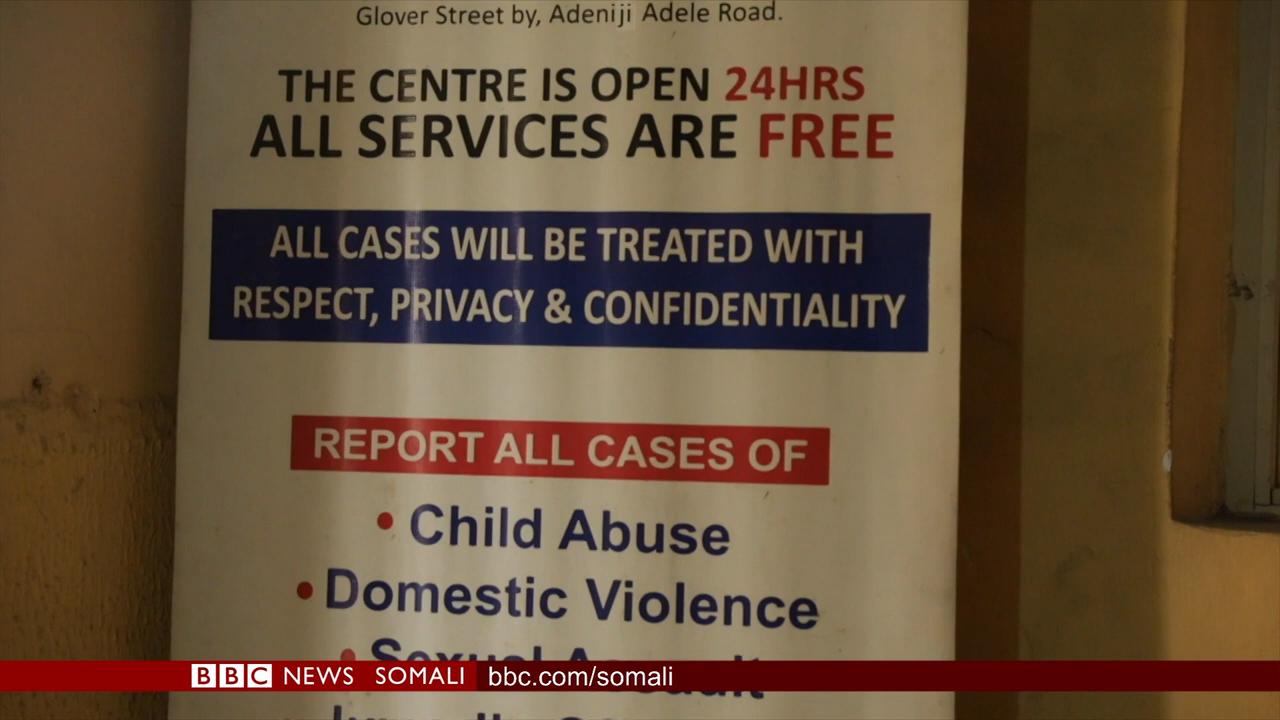 Glover Street by, Adeniji Adele Road.
THE CENTRE IS OPEN 24HRS
ALL SERVICES ARE FREE
ALL CASES WILL BE TREATED WITH
RESPECT, PRIVACY & CONFIDENTIALITY
REPORT ALL CASES OF
• Child Abuse
• Domestic Violence
• Sexual Assault
BBC NEWS SOMALI bbc.com/somali